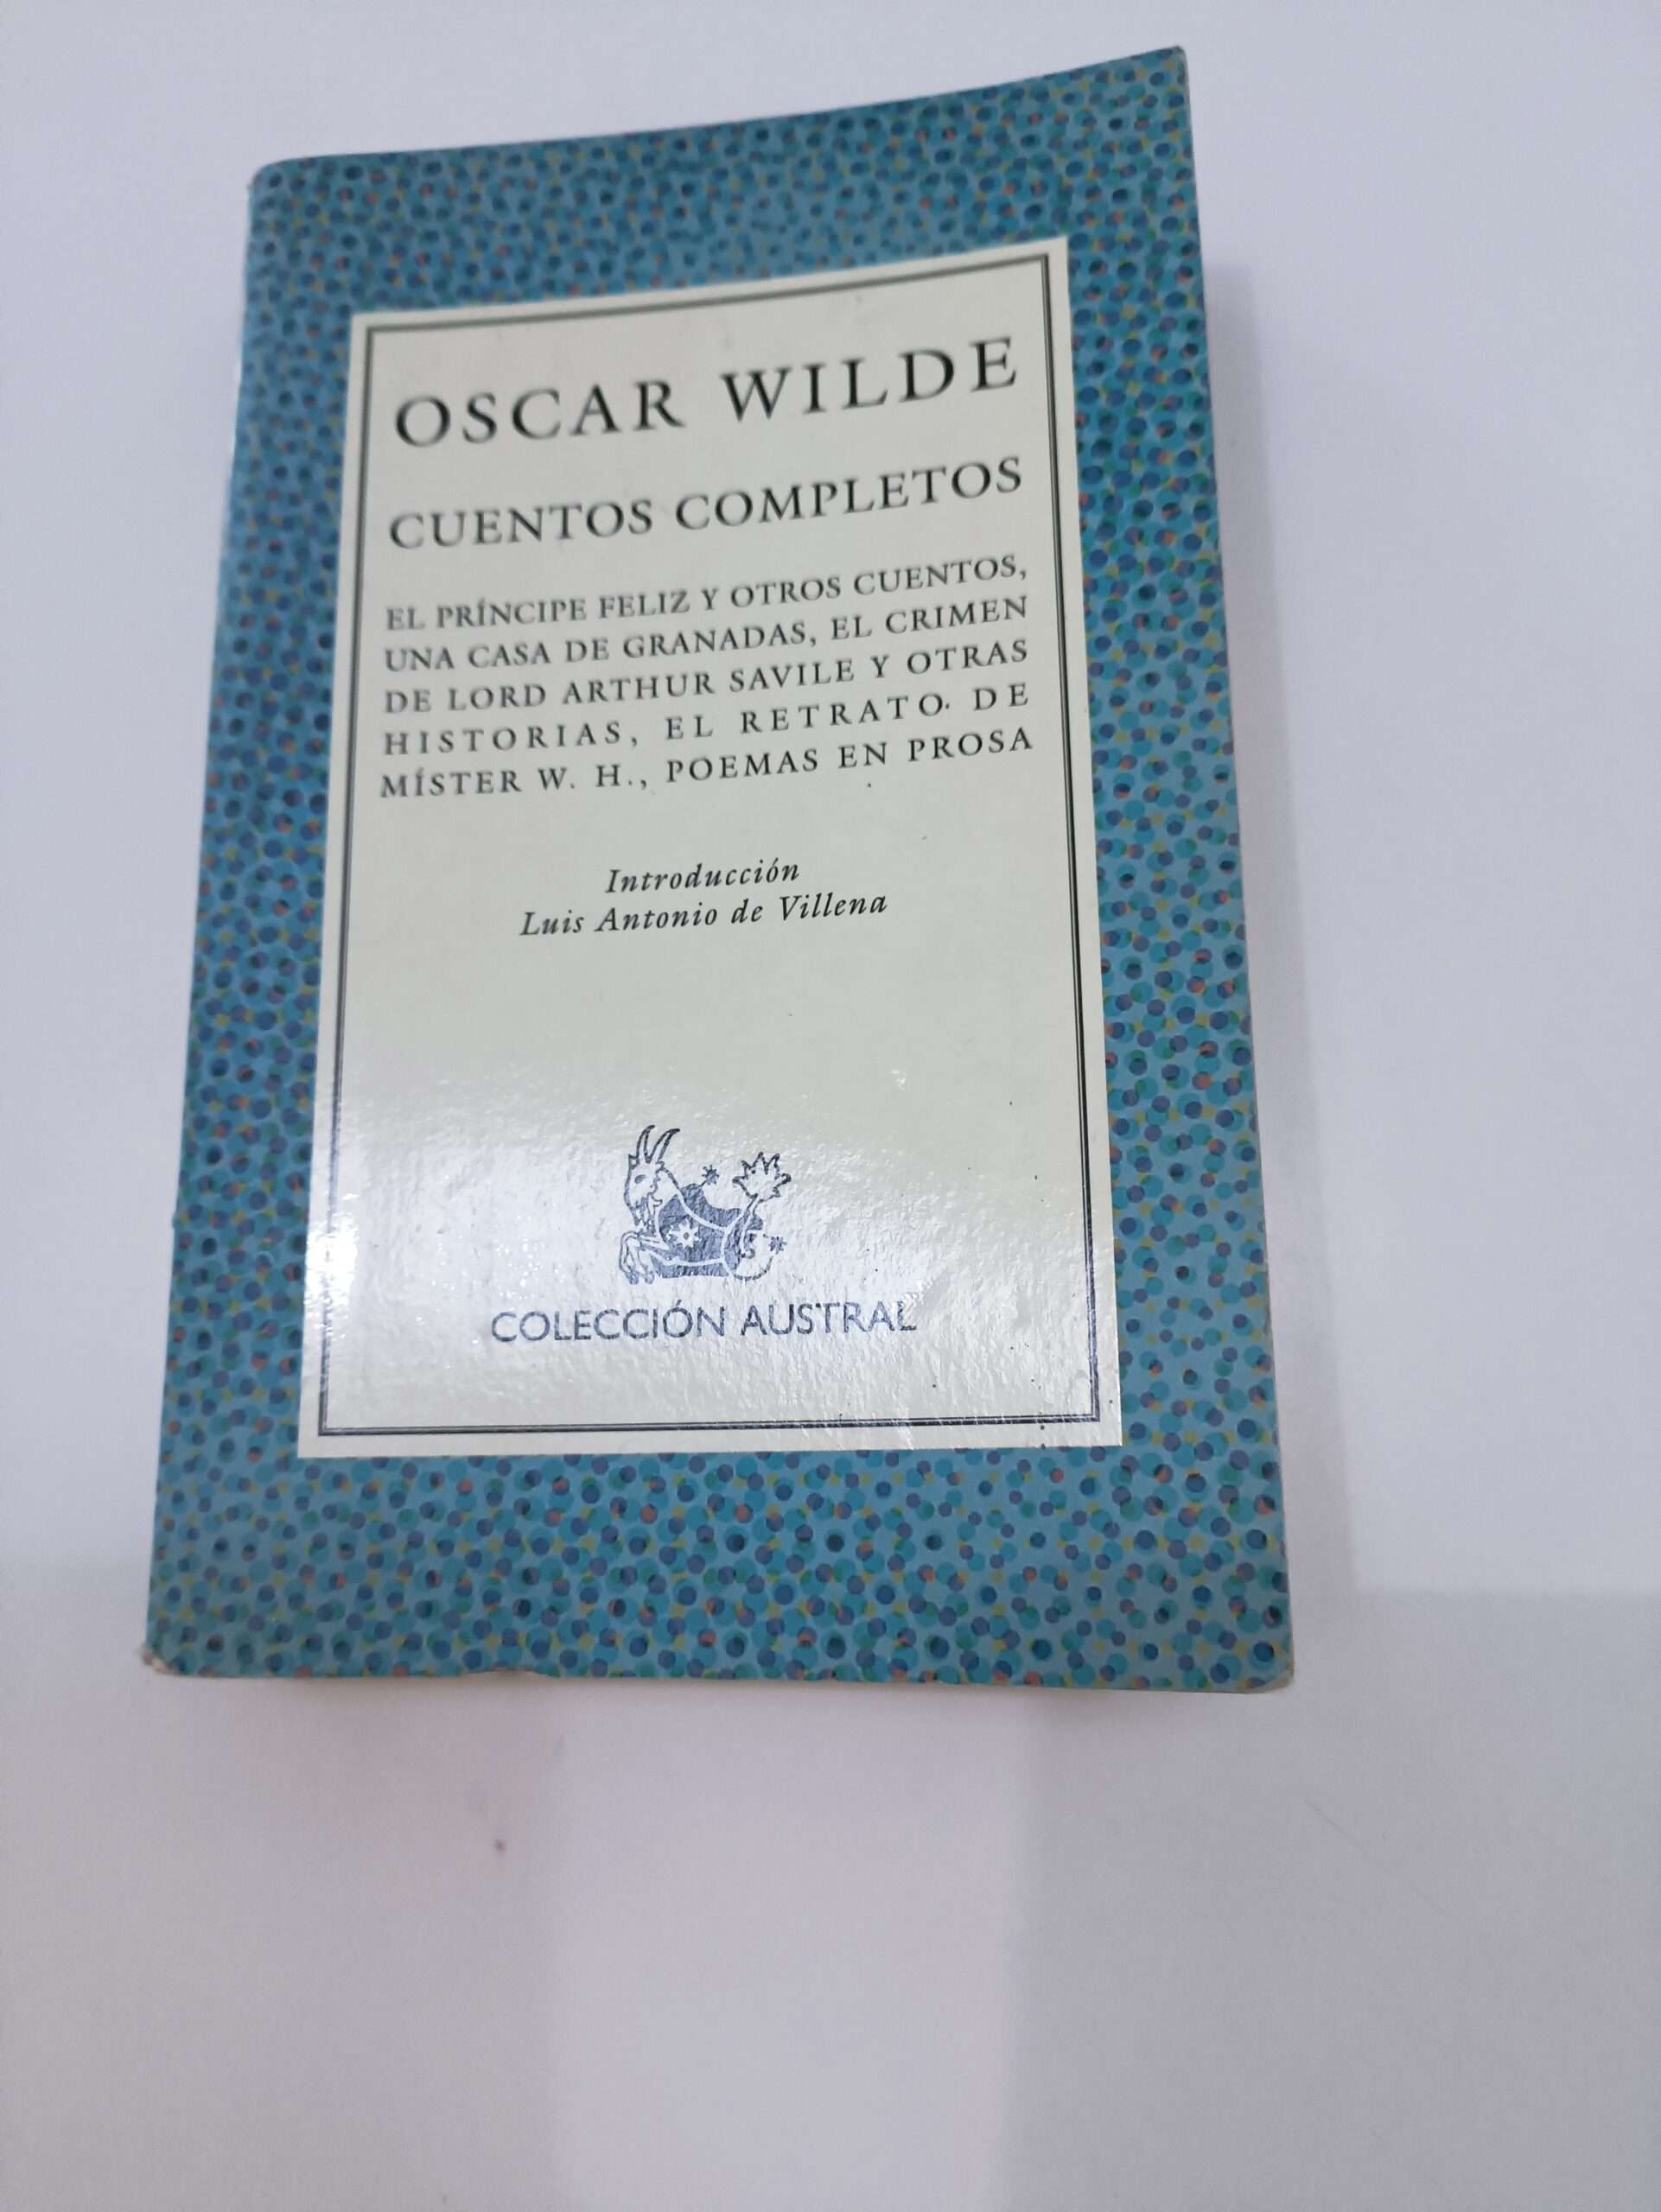 OSCAR WILDE
CUENTOS COMPLETOS
EL PRÍNCIPE FELIZ Y OTROS CUENTOS,
UNA CASA DE GRANADAS, EL CRIMEN
DE LORD ARTHUR SAVILE Y OTRAS
HISTORIAS, EL RETRATO DE
MÍSTER W. H., POEMAS EN PROSA
Introducción
Luis Antonio de Villena
COLECCIÓN AUSTRAL